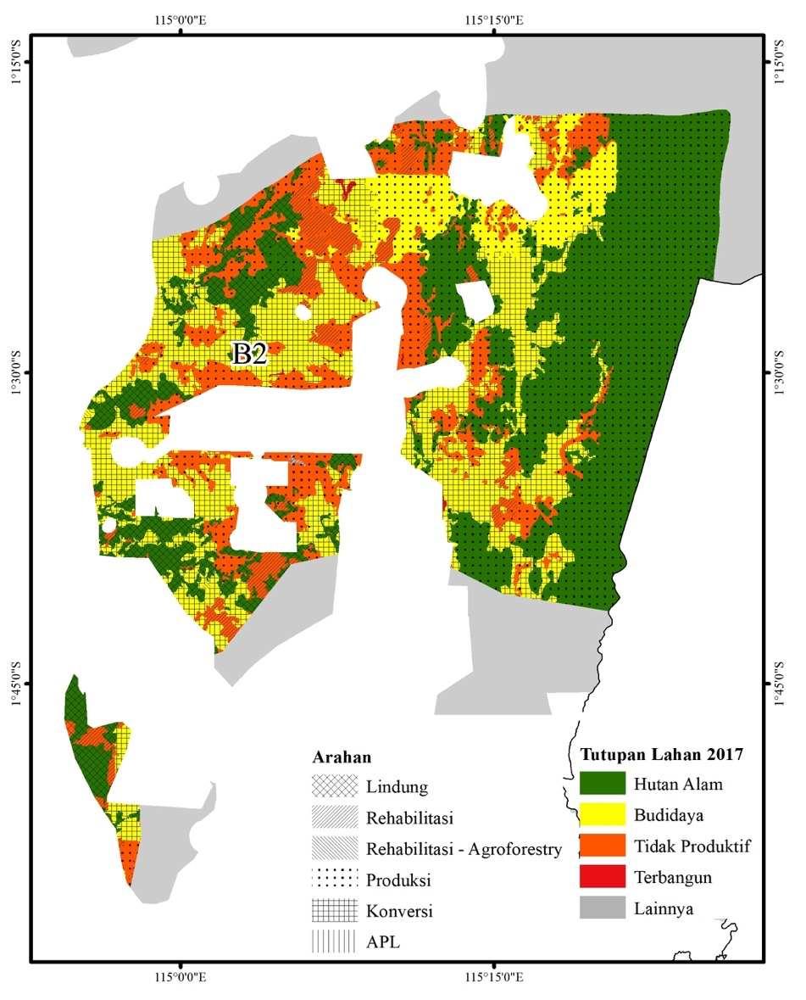 115°0'0"E
115°15'0"E
1°15'0"S
1°15'0"S
B2
1°30'0"S
1°30'0"S
1°45'0"S
1°45'0"S
Arahan
Lindung
Rehabilitasi
Rehabilitasi - Agroforestry
Produksi
Konversi
APL
Tutupan Lahan 2017
Hutan Alam
Budidaya
Tidak Produktif
Terbangun
Lainnya
115°0'0"E
115°15'0"E